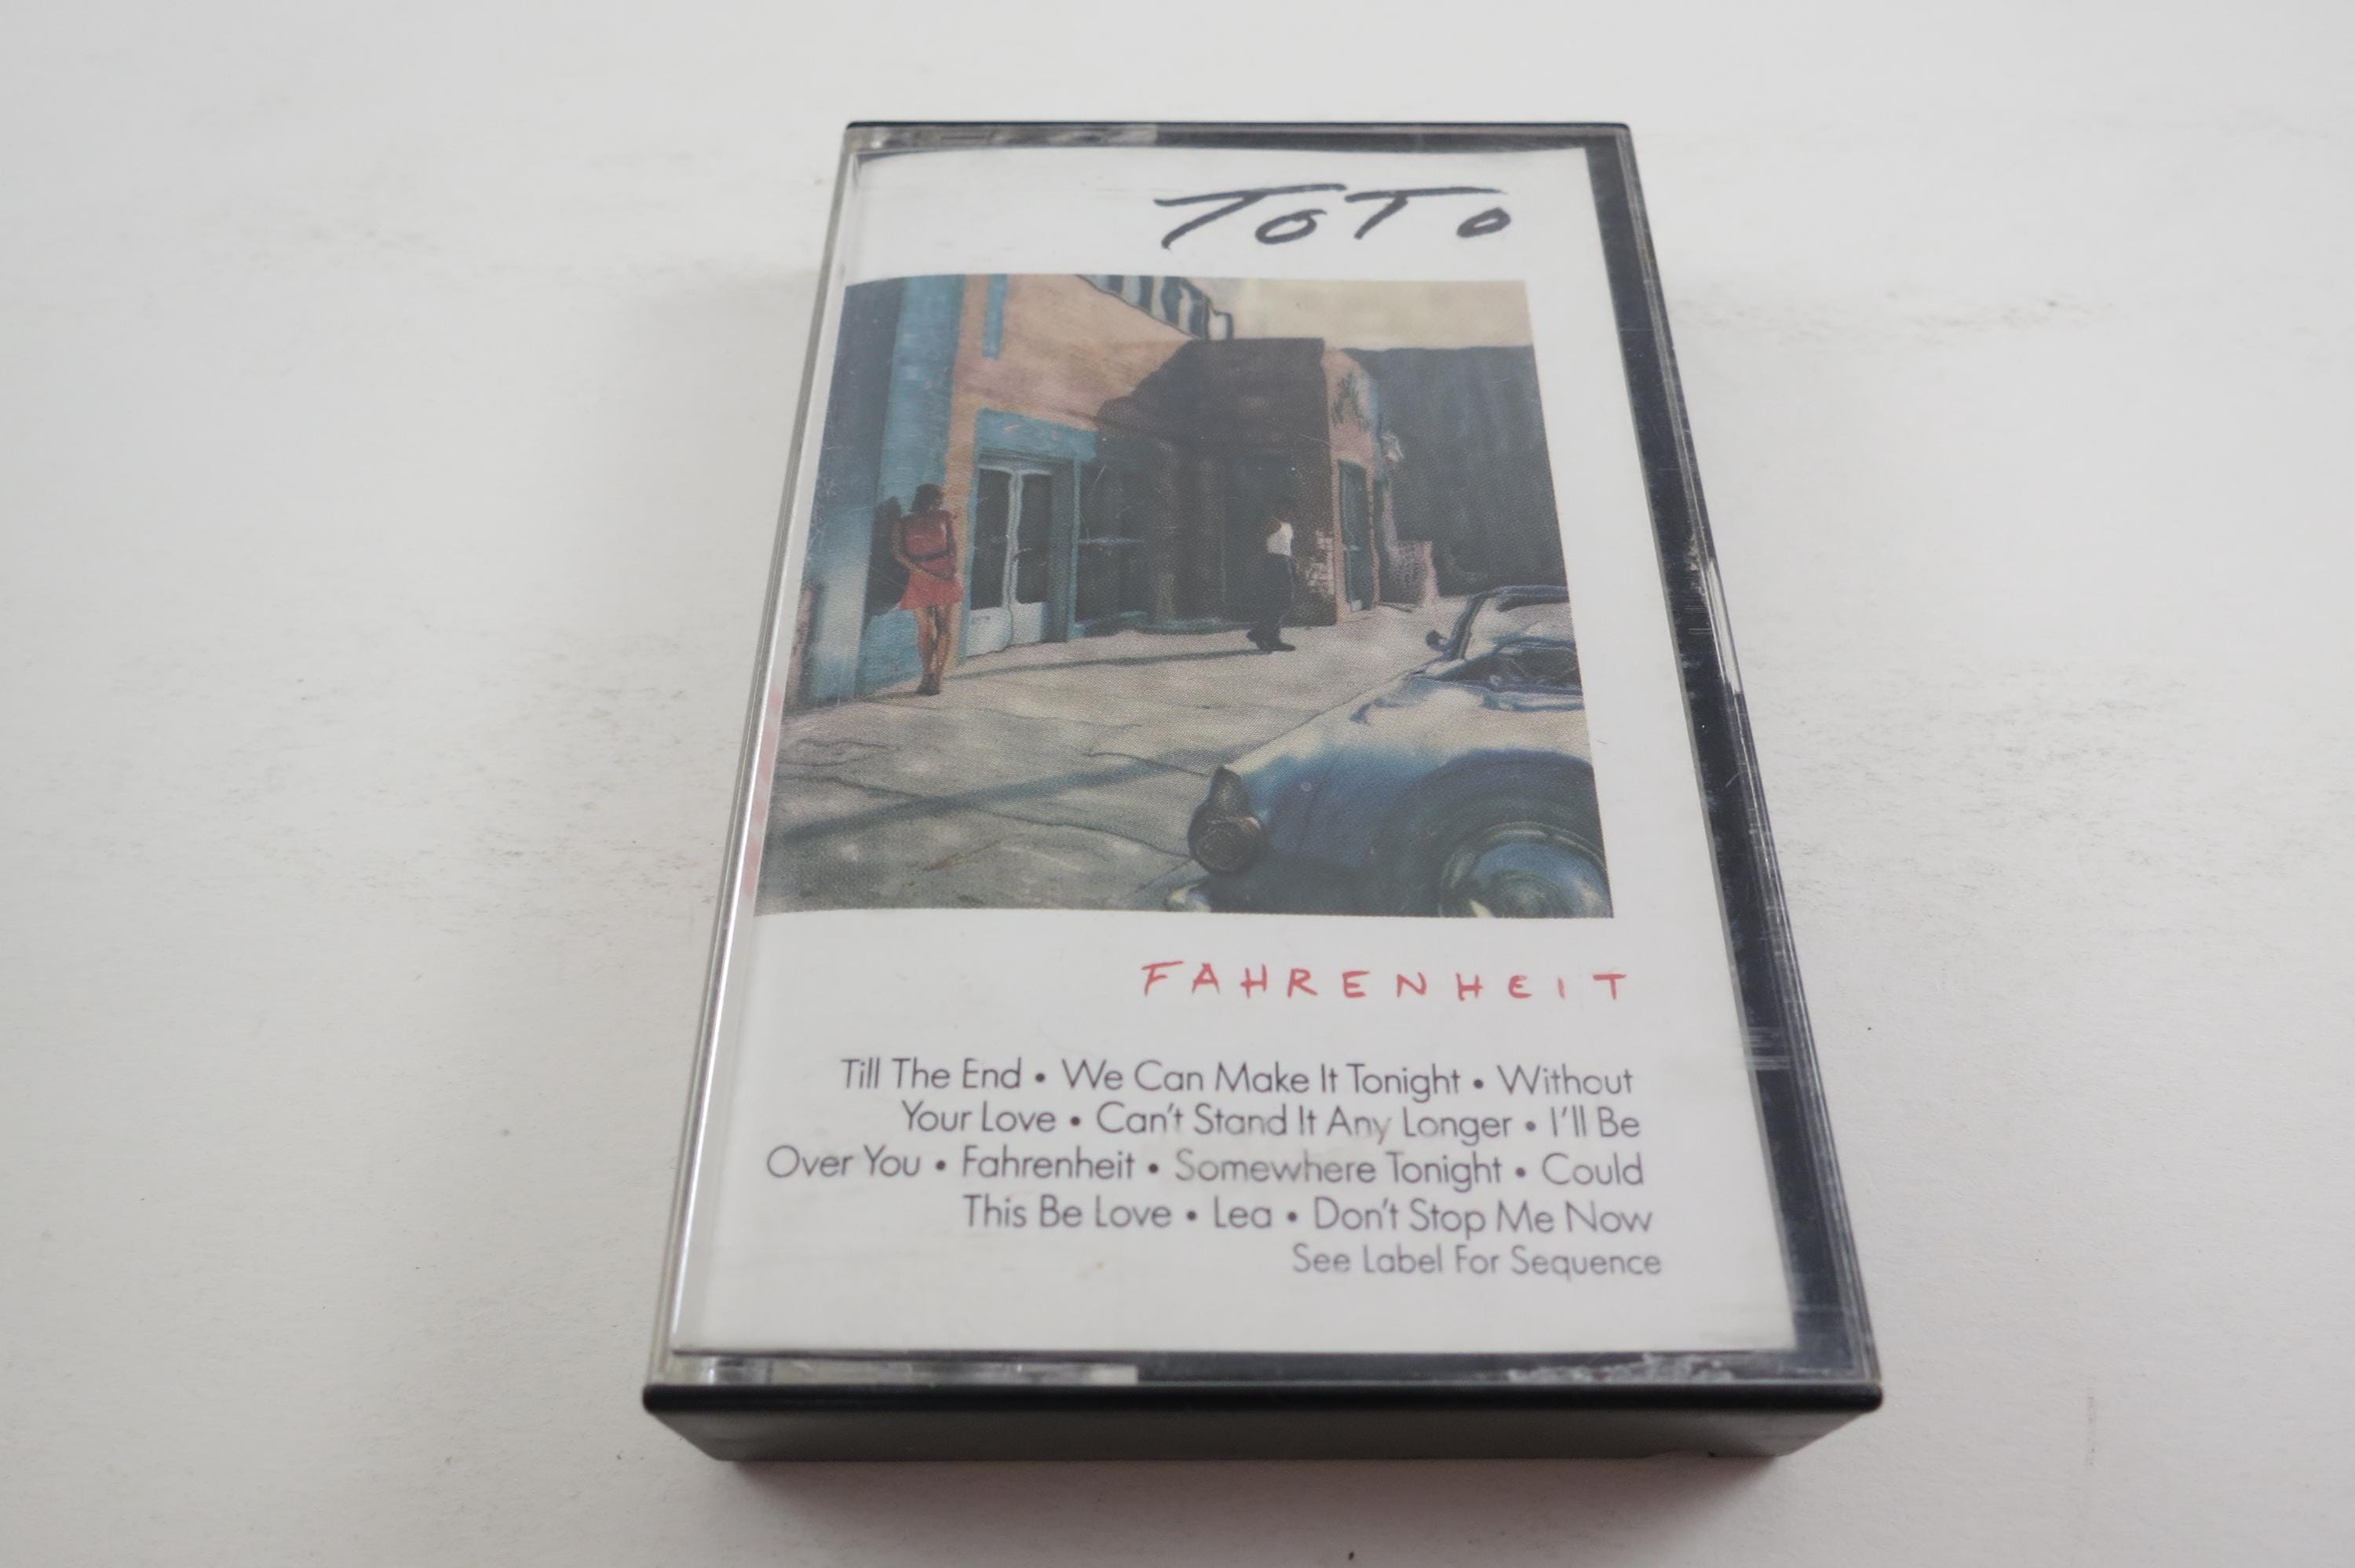 ToTo
FAHRENHEIT
Till The End • We Can Make It Tonight • Without
Your Love • Can't Stand It Any Longer • I'll Be
Over You • Fahrenheit • Somewhere Tonight • Could
This Be Love • Lea • Don't Stop Me Now
See Label For Sequence